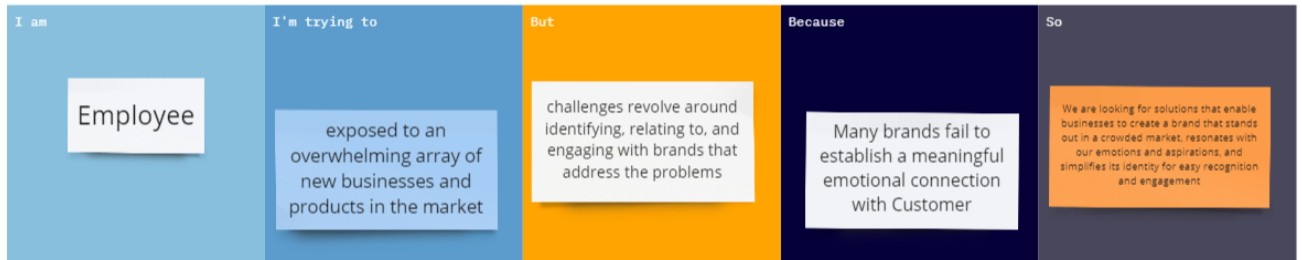 I am
Employee
I'm trying to
exposed to an
overwhelming array of
new businesses and
products in the market
But
challenges revolve around
identifying, relating to, and
engaging with brands that
address the problems
Because
Many brands fail to
establish a meaningful
emotional connection
with Customer
So
We are looking for solutions that enable
businesses to create a brand that stands
out in a crowded market, resonates with
our emotions and aspirations, and
simplifies its identity for easy recognition
and engagement